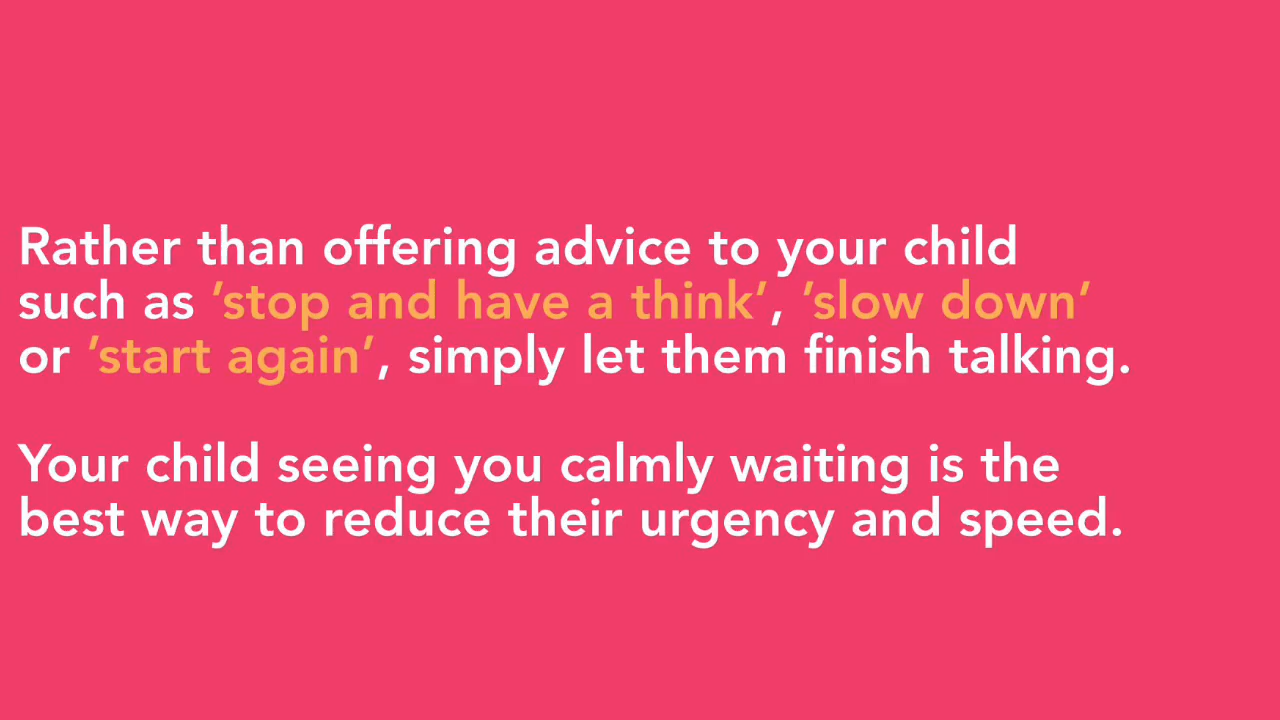 Rather than offering advice to your child
such as ’stop and have a think’, ’slow down’
or ’start again’, simply let them finish talking.
Your child seeing you calmly waiting is the
best way to reduce their urgency and speed.